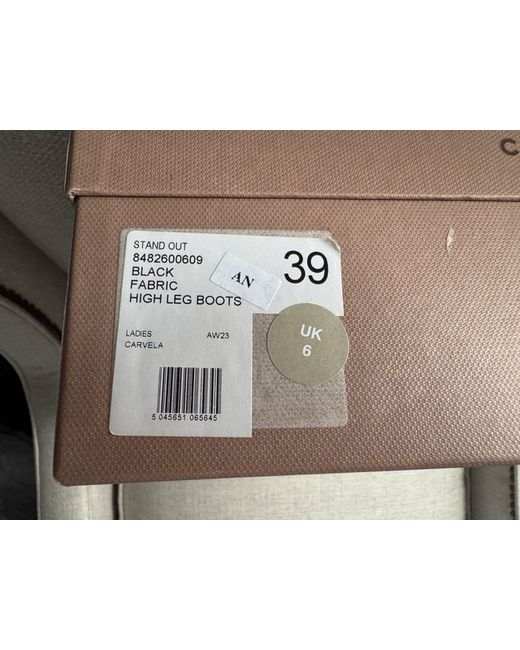 C
STAND OUT
8482600609
BLACK
FABRIC
HIGH LEG BOOTS
AN
39
UK
6
LADIES AW23
CARVELA
5 045651 065645